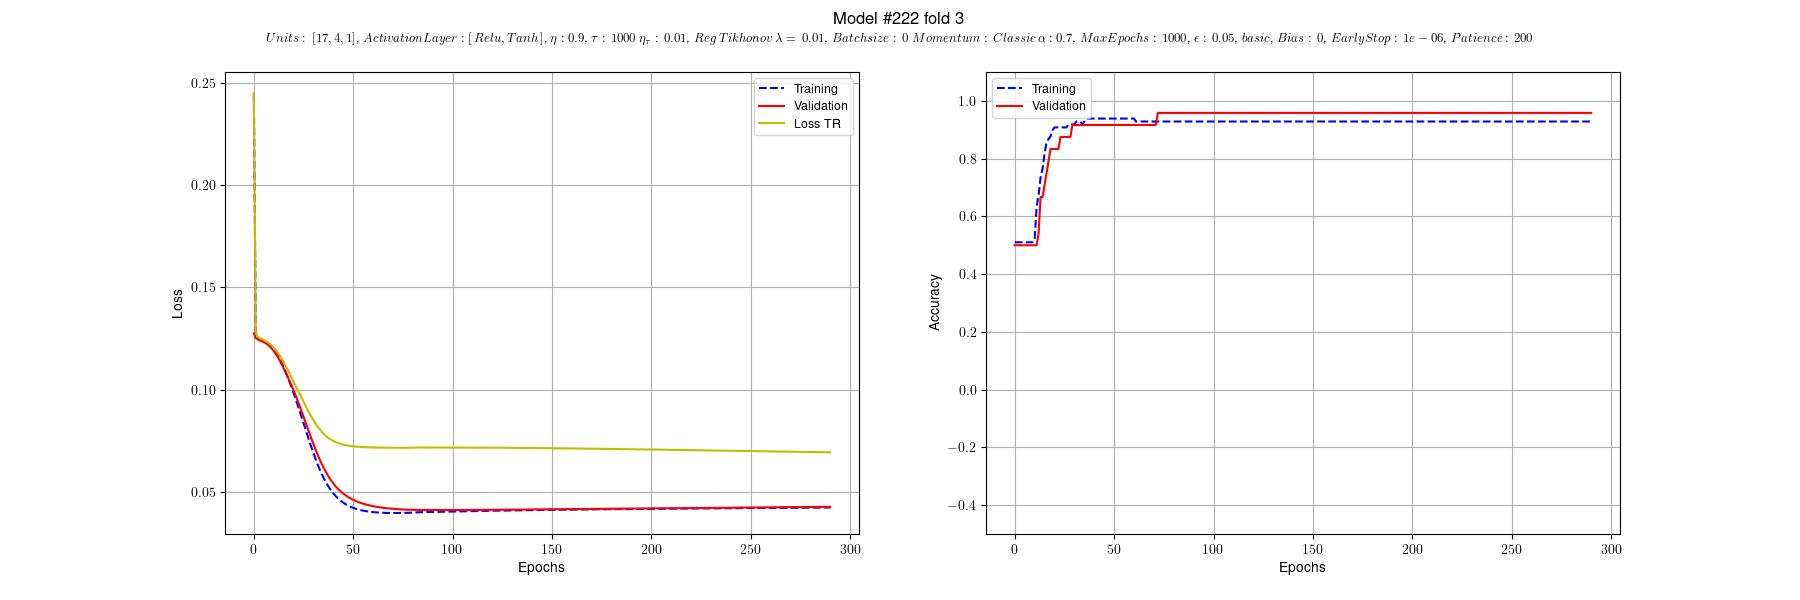 Model #222 fold 3
Units : [17, 4, 1], ActivationLayer : [ Relu, Tanh], η : 0.9, τ : 1000 ητ : 0.01, Reg Tikhonov λ = 0.01, Batchsize : 0 Momentum : Classic α : 0.7, MaxEpochs : 1000, ϵ : 0.05, basic, Bias : 0, EarlyStop : 1e − 06, Patience : 200
Training
Validation
Loss TR
0.25
0.20
0.15
0.10
0.05
Loss
0
50
100
150
200
250
300
Epochs
Training
Validation
1.0
0.8
0.6
0.4
0.2
0.0
−0.2
−0.4
Accuracy
0
50
100
150
200
250
300
Epochs